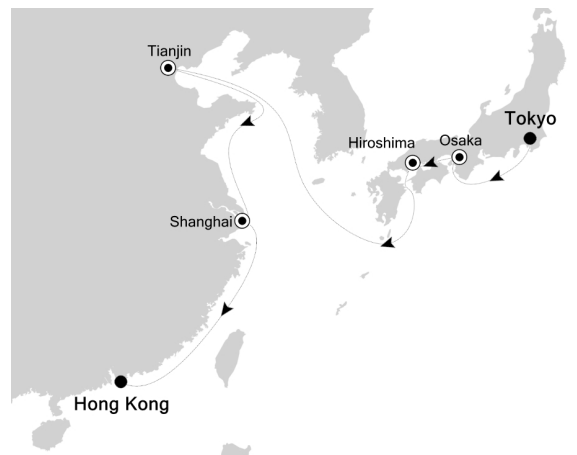 Tianjin
Tokyo
Hiroshima
Osaka
Shanghai
Hong Kong